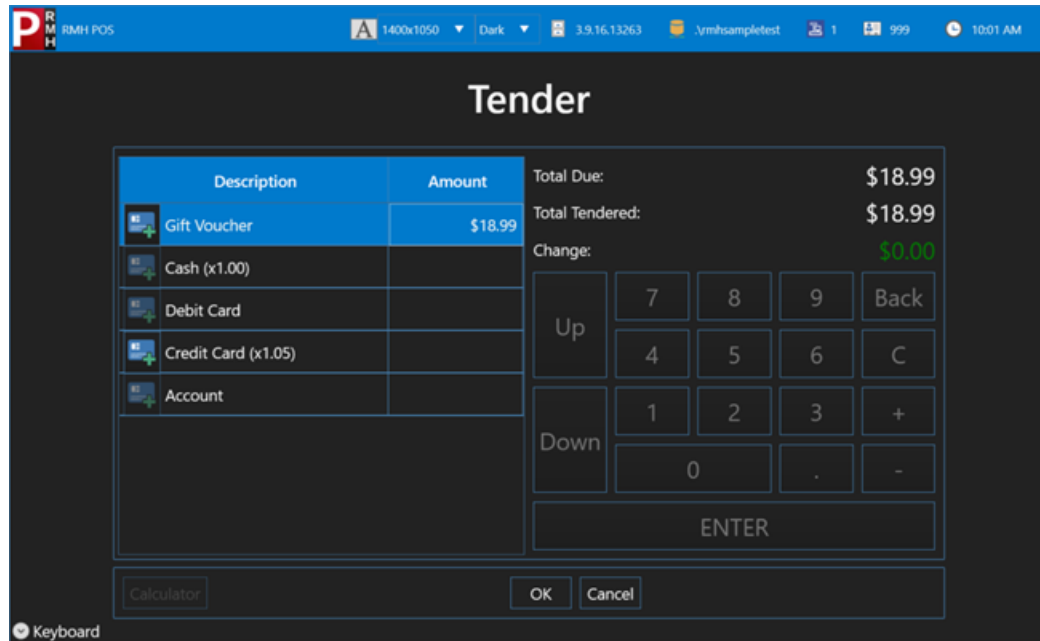 P RMH RMH POS A 1400x1050 Dark 3.9.16.13263 .\rmhsampletest 1 999 10:01 AM
Tender
Description Amount
Gift Voucher $18.99
Cash (x1.00)
Debit Card
Credit Card (x1.05)
Account
Total Due: $18.99
Total Tendered: $18.99
Change: $0.00
Up 7 8 9 Back
4 5 6 C
Down 1 2 3 +
0 . -
ENTER
Calculator OK Cancel
Keyboard